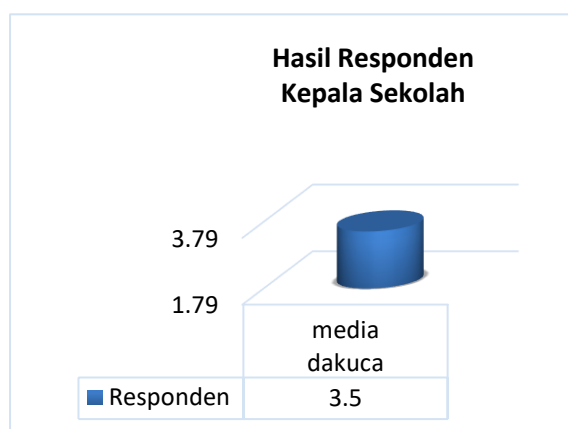 Hasil Responden
Kepala Sekolah
3.79
1.79
media
dakuca
Responden
3.5